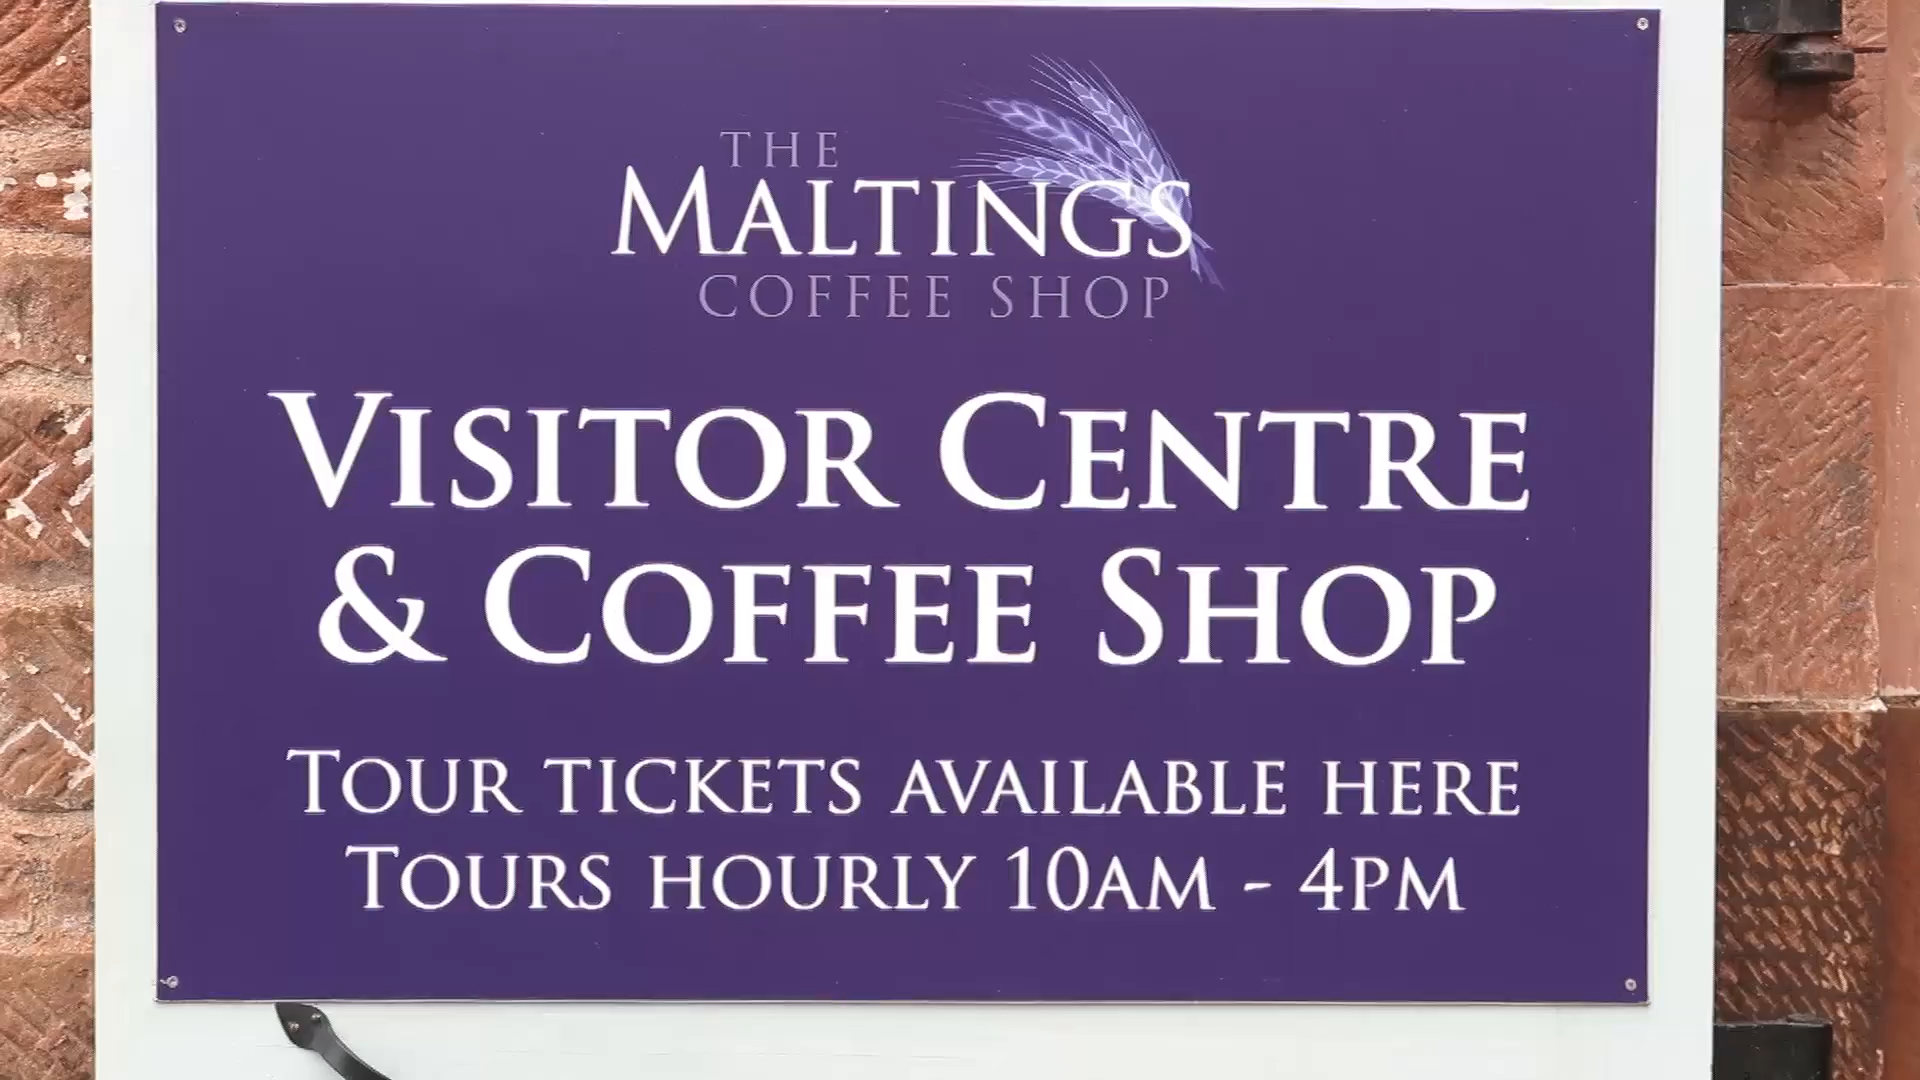 THE
MALTINGS
COFFEE SHOP
VISITOR CENTRE
& COFFEE SHOP
TOUR TICKETS AVAILABLE HERE
TOURS HOURLY 10AM - 4PM